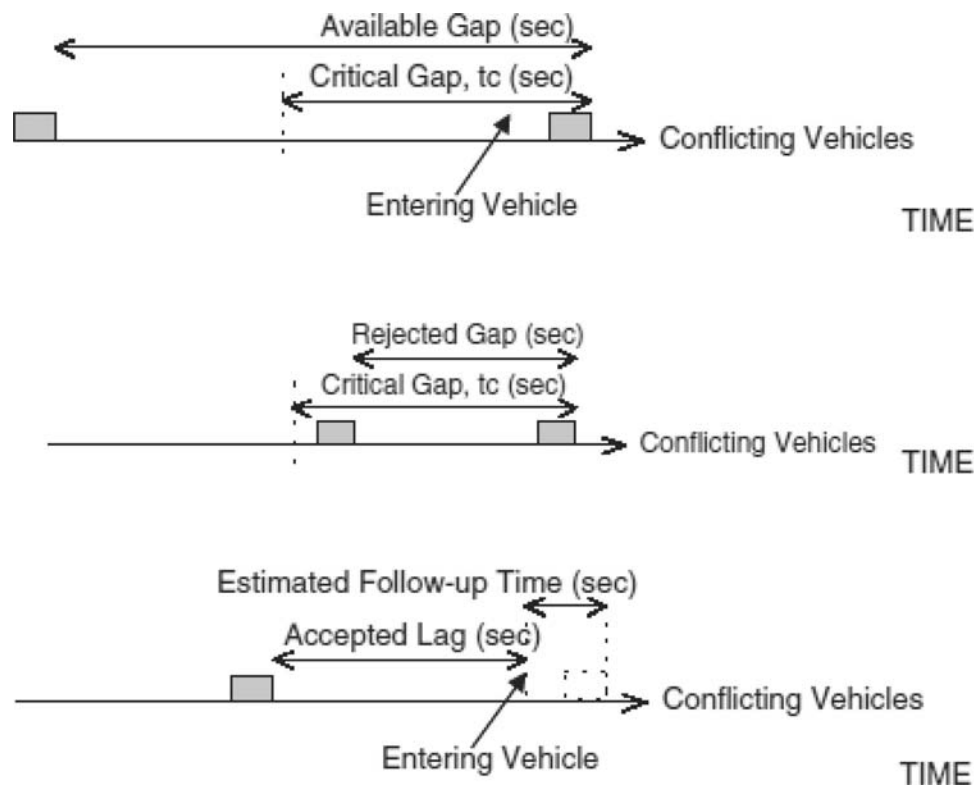 Available Gap (sec)
Critical Gap, tc (sec)
Conflicting Vehicles
Entering Vehicle
TIME
Rejected Gap (sec)
Critical Gap, tc (sec)
Conflicting Vehicles
TIME
Estimated Follow-up Time (sec)
Accepted Lag (sec)
Conflicting Vehicles
Entering Vehicle
TIME